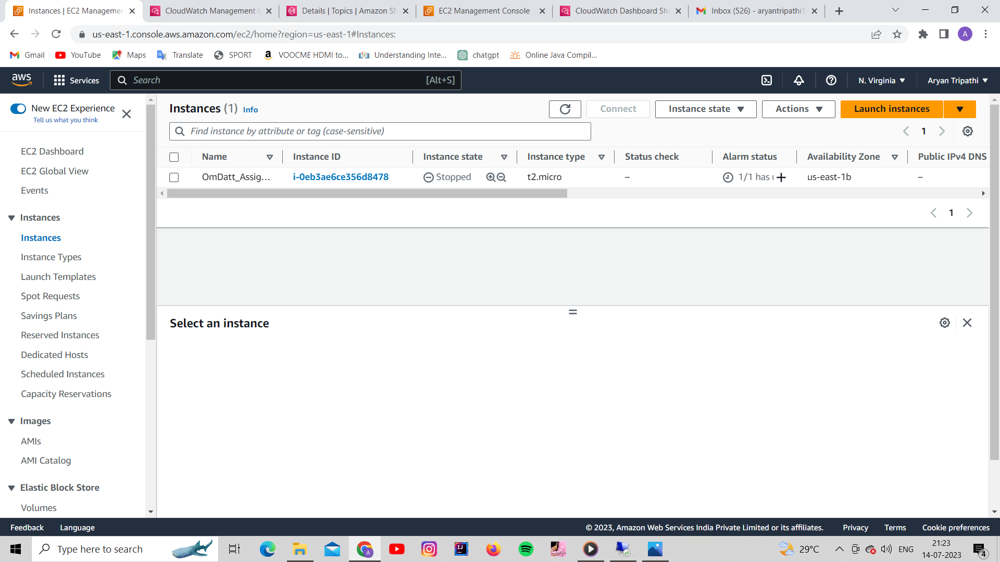 Instances | EC2 Managemen
CloudWatch Management C
Details | Topics | Amazon SN
EC2 Management Console
CloudWatch Dashboard Sha
Inbox (526) - aryantripathi1
us-east-1.console.aws.amazon.com/ec2/home?region=us-east-1#Instances:
A
Gmail
YouTube
Maps
Translate
SPORT
VOOCME HDMI to...
Understanding Inte...
chatgpt
Online Java Compil...
aws
Services
Search
[Alt+S]
N. Virginia
Aryan Tripathi
New EC2 Experience
Tell us what you think
EC2 Dashboard
EC2 Global View
Events
Instances
Instances
Instance Types
Launch Templates
Spot Requests
Savings Plans
Reserved Instances
Dedicated Hosts
Scheduled Instances
Capacity Reservations
Images
AMIs
AMI Catalog
Elastic Block Store
Volumes
Instances (1) Info
Connect
Instance state
Actions
Launch instances
Find instance by attribute or tag (case-sensitive)
1
Name
Instance ID
Instance state
Instance type
Status check
Alarm status
Availability Zone
Public IPv4 DNS
OmDatt_Assig...
i-0eb3ae6ce356d8478
Stopped
t2.micro
–
1/1 has
us-east-1b
–
1
Select an instance
Feedback
Language
© 2023, Amazon Web Services India Private Limited or its affiliates.
Privacy
Terms
Cookie preferences
Type here to search
29°C
ENG
21:23
14-07-2023
4